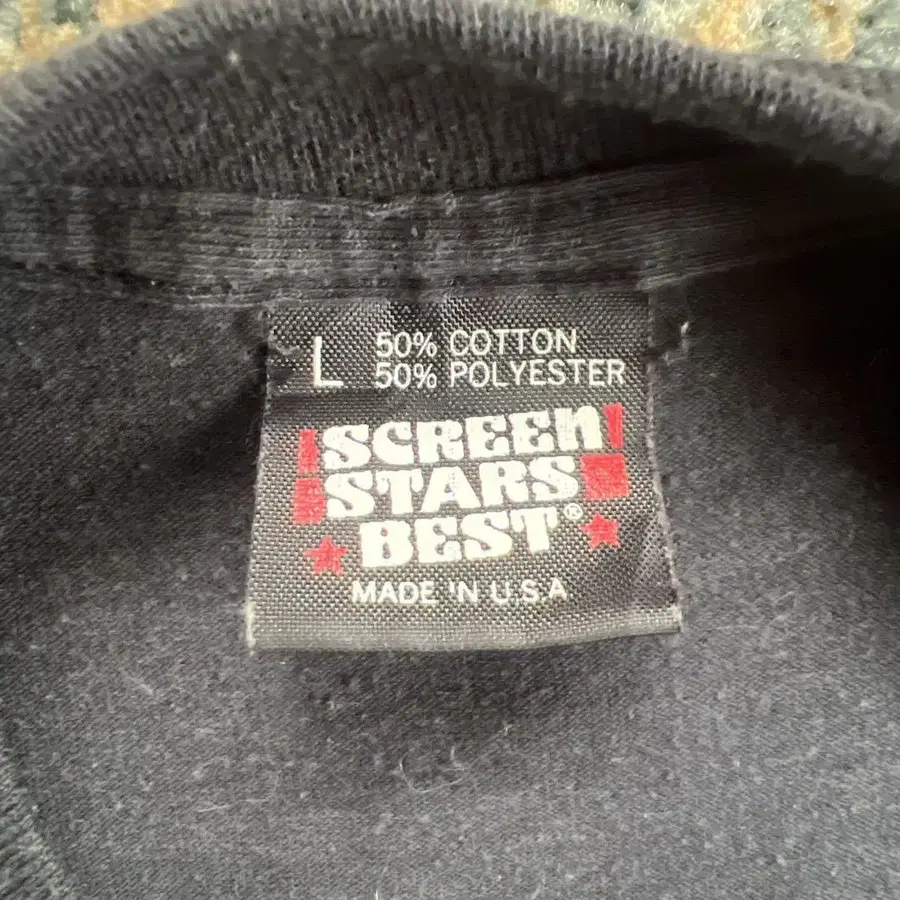 L 50% COTTON
50% POLYESTER
SCREEN
STARS
BEST®
MADE IN U.S.A